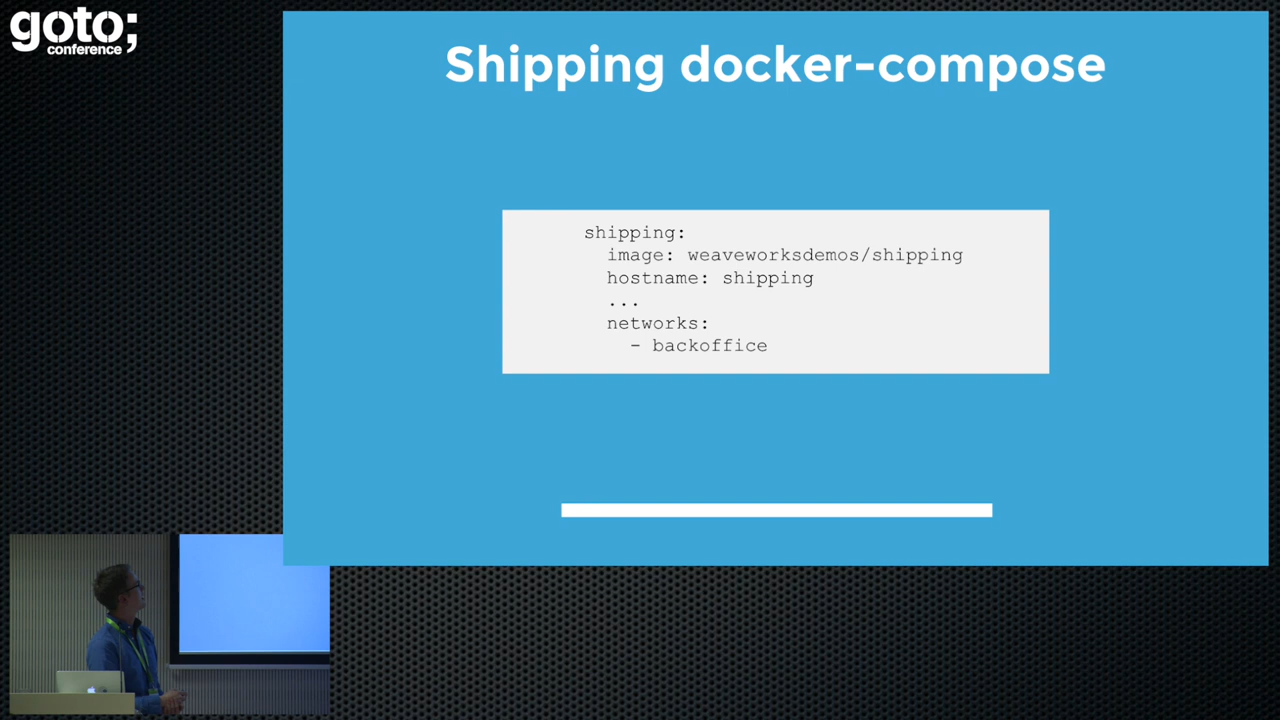 goto;
conference
Shipping docker-compose
shipping:
image: weaveworksdemos/shipping
hostname: shipping
...
networks:
- backoffice